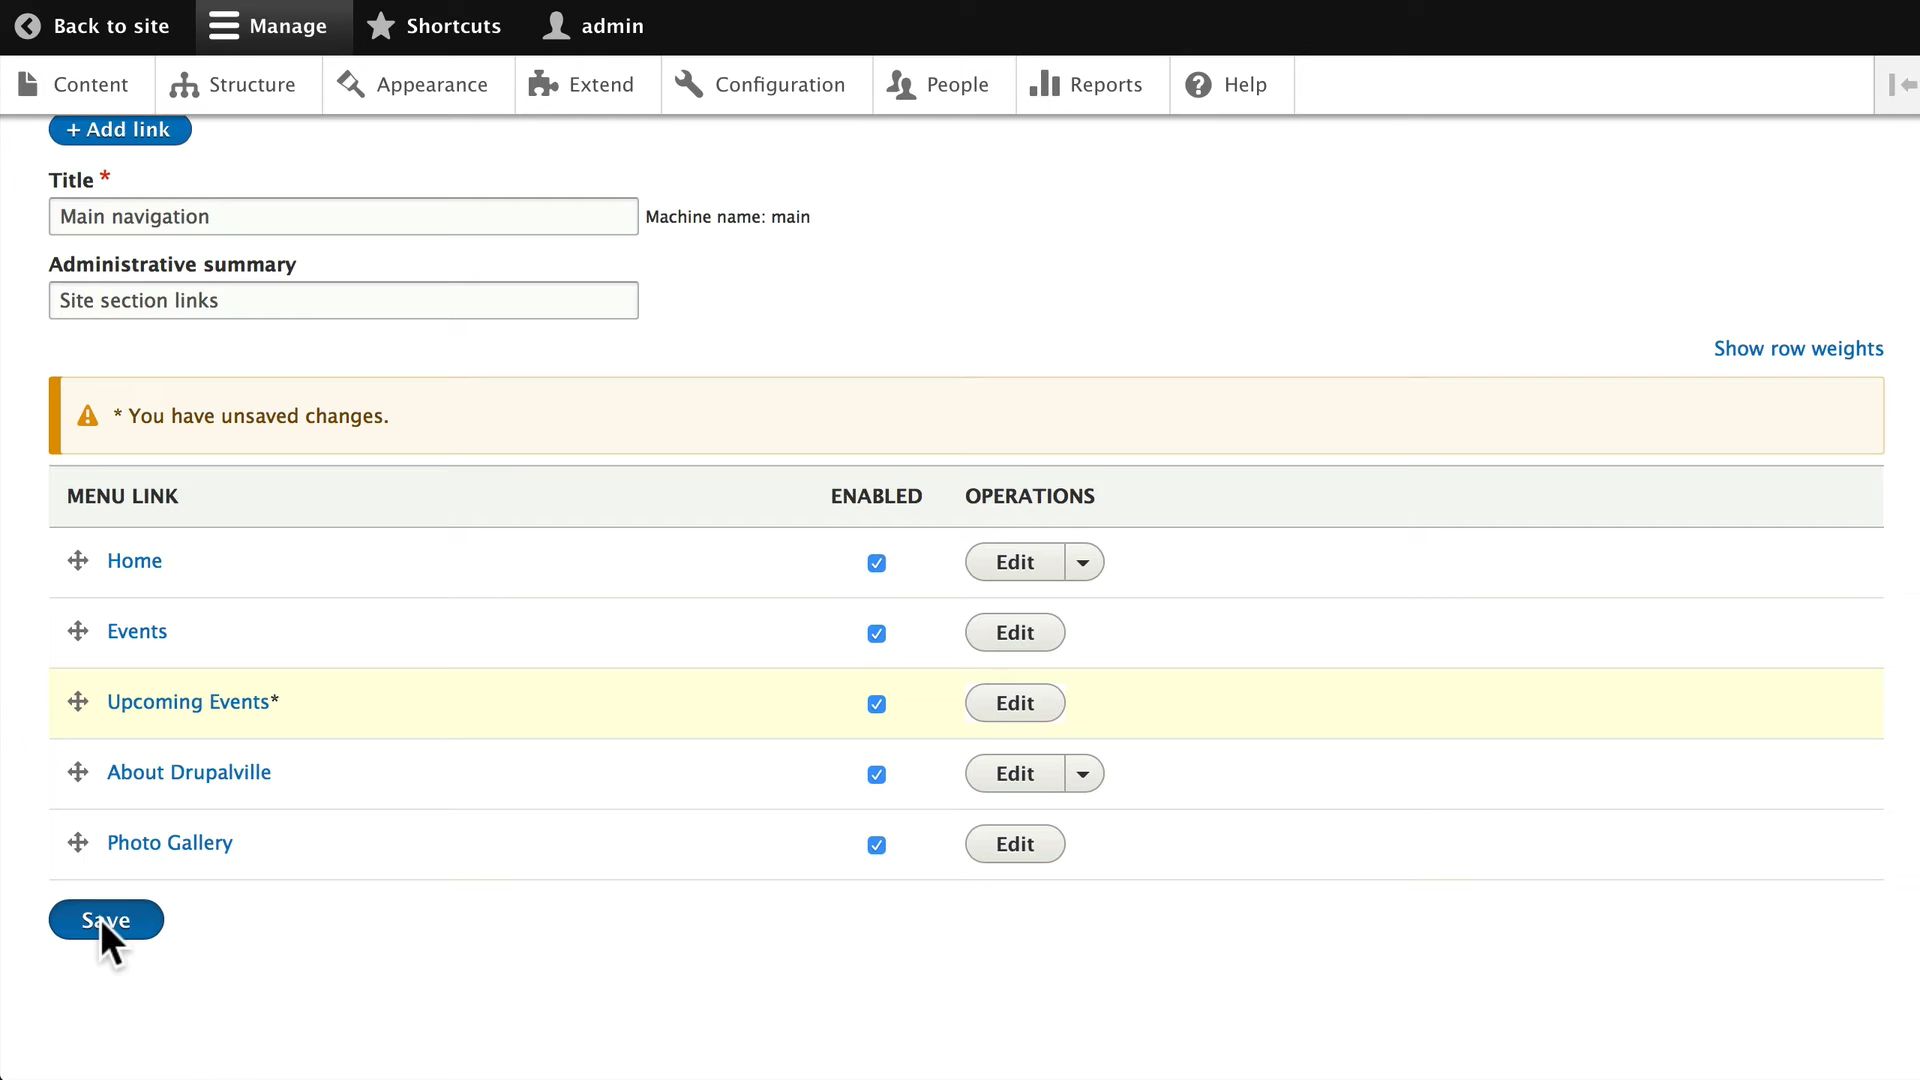 Back to site Manage Shortcuts admin
Content Structure Appearance Extend Configuration People Reports Help
+ Add link
Title *
Main navigation Machine name: main
Administrative summary
Site section links
Show row weights
* You have unsaved changes.
MENU LINK ENABLED OPERATIONS
Home Edit
Events Edit
Upcoming Events* Edit
About Drupalville Edit
Photo Gallery Edit
Save